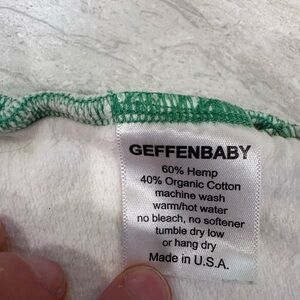 GEFFENBABY
60% Hemp
40% Organic Cotton
machine wash
warm/hot water
no bleach, no softener
tumble dry low
or hang dry
Made in U.S.A.